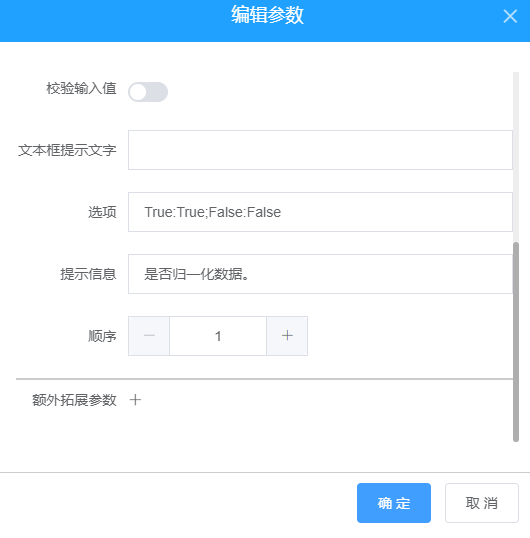 编辑参数
校验输入值
文本框提示文字
选项 True:True;False:False
提示信息 是否归一化数据。
顺序 1
额外拓展参数
确定 取消